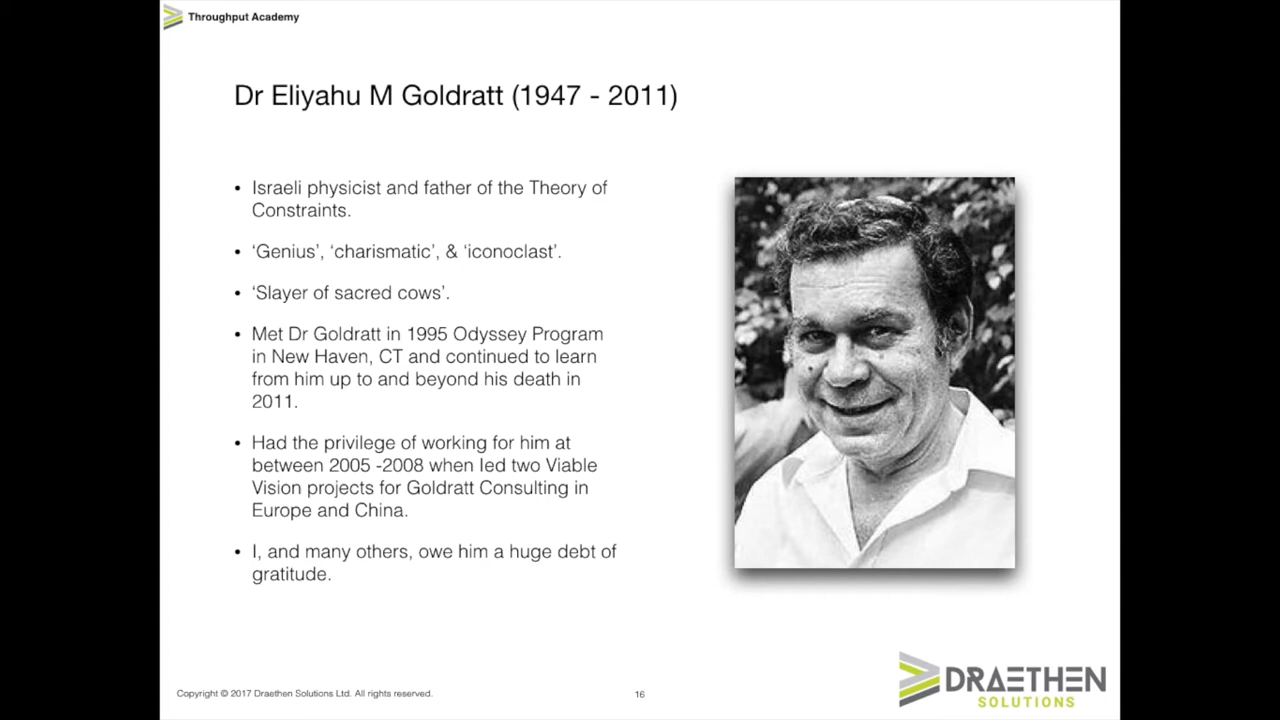 Throughput Academy
Dr Eliyahu M Goldratt (1947 - 2011)
• Israeli physicist and father of the Theory of
Constraints.
• ‘Genius’, ‘charismatic’, & ‘iconoclast’.
• ‘Slayer of sacred cows’.
• Met Dr Goldratt in 1995 Odyssey Program
in New Haven, CT and continued to learn
from him up to and beyond his death in
2011.
• Had the privilege of working for him at
between 2005 -2008 when led two Viable
Vision projects for Goldratt Consulting in
Europe and China.
• I, and many others, owe him a huge debt of
gratitude.
Copyright © 2017 Draethen Solutions Ltd. All rights reserved.
16
DRAETHEN
SOLUTIONS